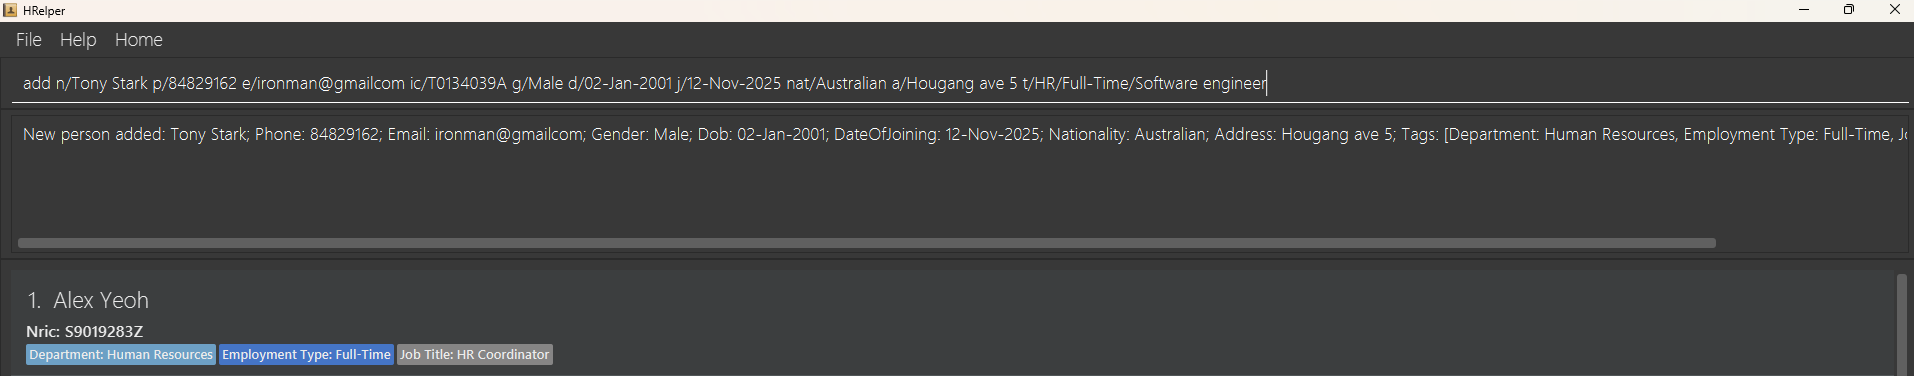 HRelper
File Help Home
add n/Tony Stark p/84829162 e/ironman@gmailcom ic/T0134039A g/Male d/02-Jan-2001 j/12-Nov-2025 nat/Australian a/Hougang ave 5 t/HR/Full-Time/Software engineer
New person added: Tony Stark; Phone: 84829162; Email: ironman@gmailcom; Gender: Male; Dob: 02-Jan-2001; DateOfJoining: 12-Nov-2025; Nationality: Australian; Address: Hougang ave 5; Tags: [Department: Human Resources, Employment Type: Full-Time,
1. Alex Yeoh
Nric: S9019283Z
Department: Human Resources Employment Type: Full-Time Job Title: HR Coordinator